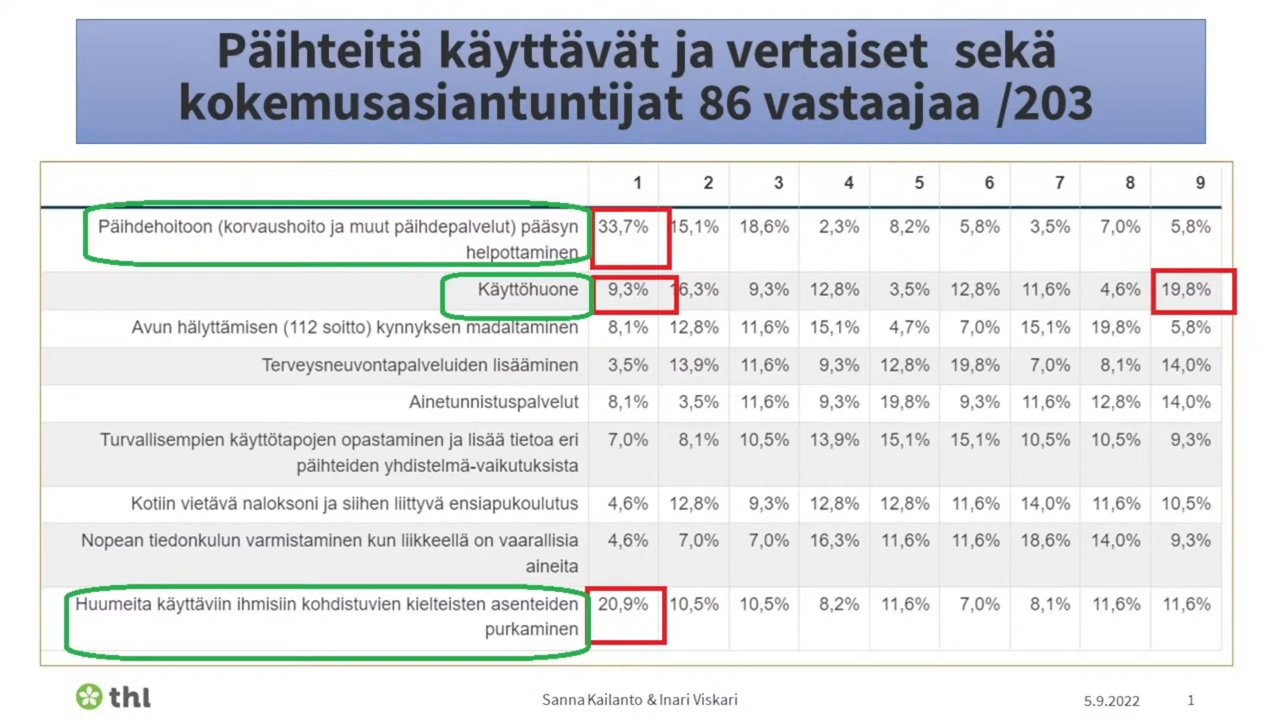 Päihteitä käyttävät ja vertaiset sekä
kokemusasiantuntijat 86 vastaajaa /203
1 2 3 4 5 6 7 8 9
Päihdehoitoon (korvaushoito ja muut päihdepalvelut) pääsyn 33,7% 15,1% 18,6% 2,3% 8,2% 5,8% 3,5% 7,0% 5,8%
helpottaminen
Käyttöhuone 9,3% 16,3% 9,3% 12,8% 3,5% 12,8% 11,6% 4,6% 19,8%
Avun hälyttämisen (112 soitto) kynnyksen madaltaminen 8,1% 12,8% 11,6% 15,1% 4,7% 7,0% 15,1% 19,8% 5,8%
Terveysneuvontapalveluiden lisääminen 3,5% 13,9% 11,6% 9,3% 12,8% 19,8% 7,0% 8,1% 14,0%
Ainetunnistuspalvelut 8,1% 3,5% 11,6% 9,3% 19,8% 9,3% 11,6% 12,8% 14,0%
Turvallisempien käyttötapojen opastaminen ja lisää tietoa eri 7,0% 8,1% 10,5% 13,9% 15,1% 15,1% 10,5% 10,5% 9,3%
päihteiden yhdistelmä-vaikutuksista
Kotiin vietävä naloksoni ja siihen liittyvä ensiapukoulutus 4,6% 12,8% 9,3% 12,8% 12,8% 11,6% 14,0% 11,6% 10,5%
Nopean tiedonkulun varmistaminen kun liikkeellä on vaarallisia 4,6% 7,0% 7,0% 16,3% 11,6% 11,6% 18,6% 14,0% 9,3%
aineita
Huumeita käyttäviin ihmisiin kohdistuvien kielteisten asenteiden 20,9% 10,5% 10,5% 8,2% 11,6% 7,0% 8,1% 11,6% 11,6%
purkaminen
thl
Sanna Kailanto & Inari Viskari
5.9.2022
1